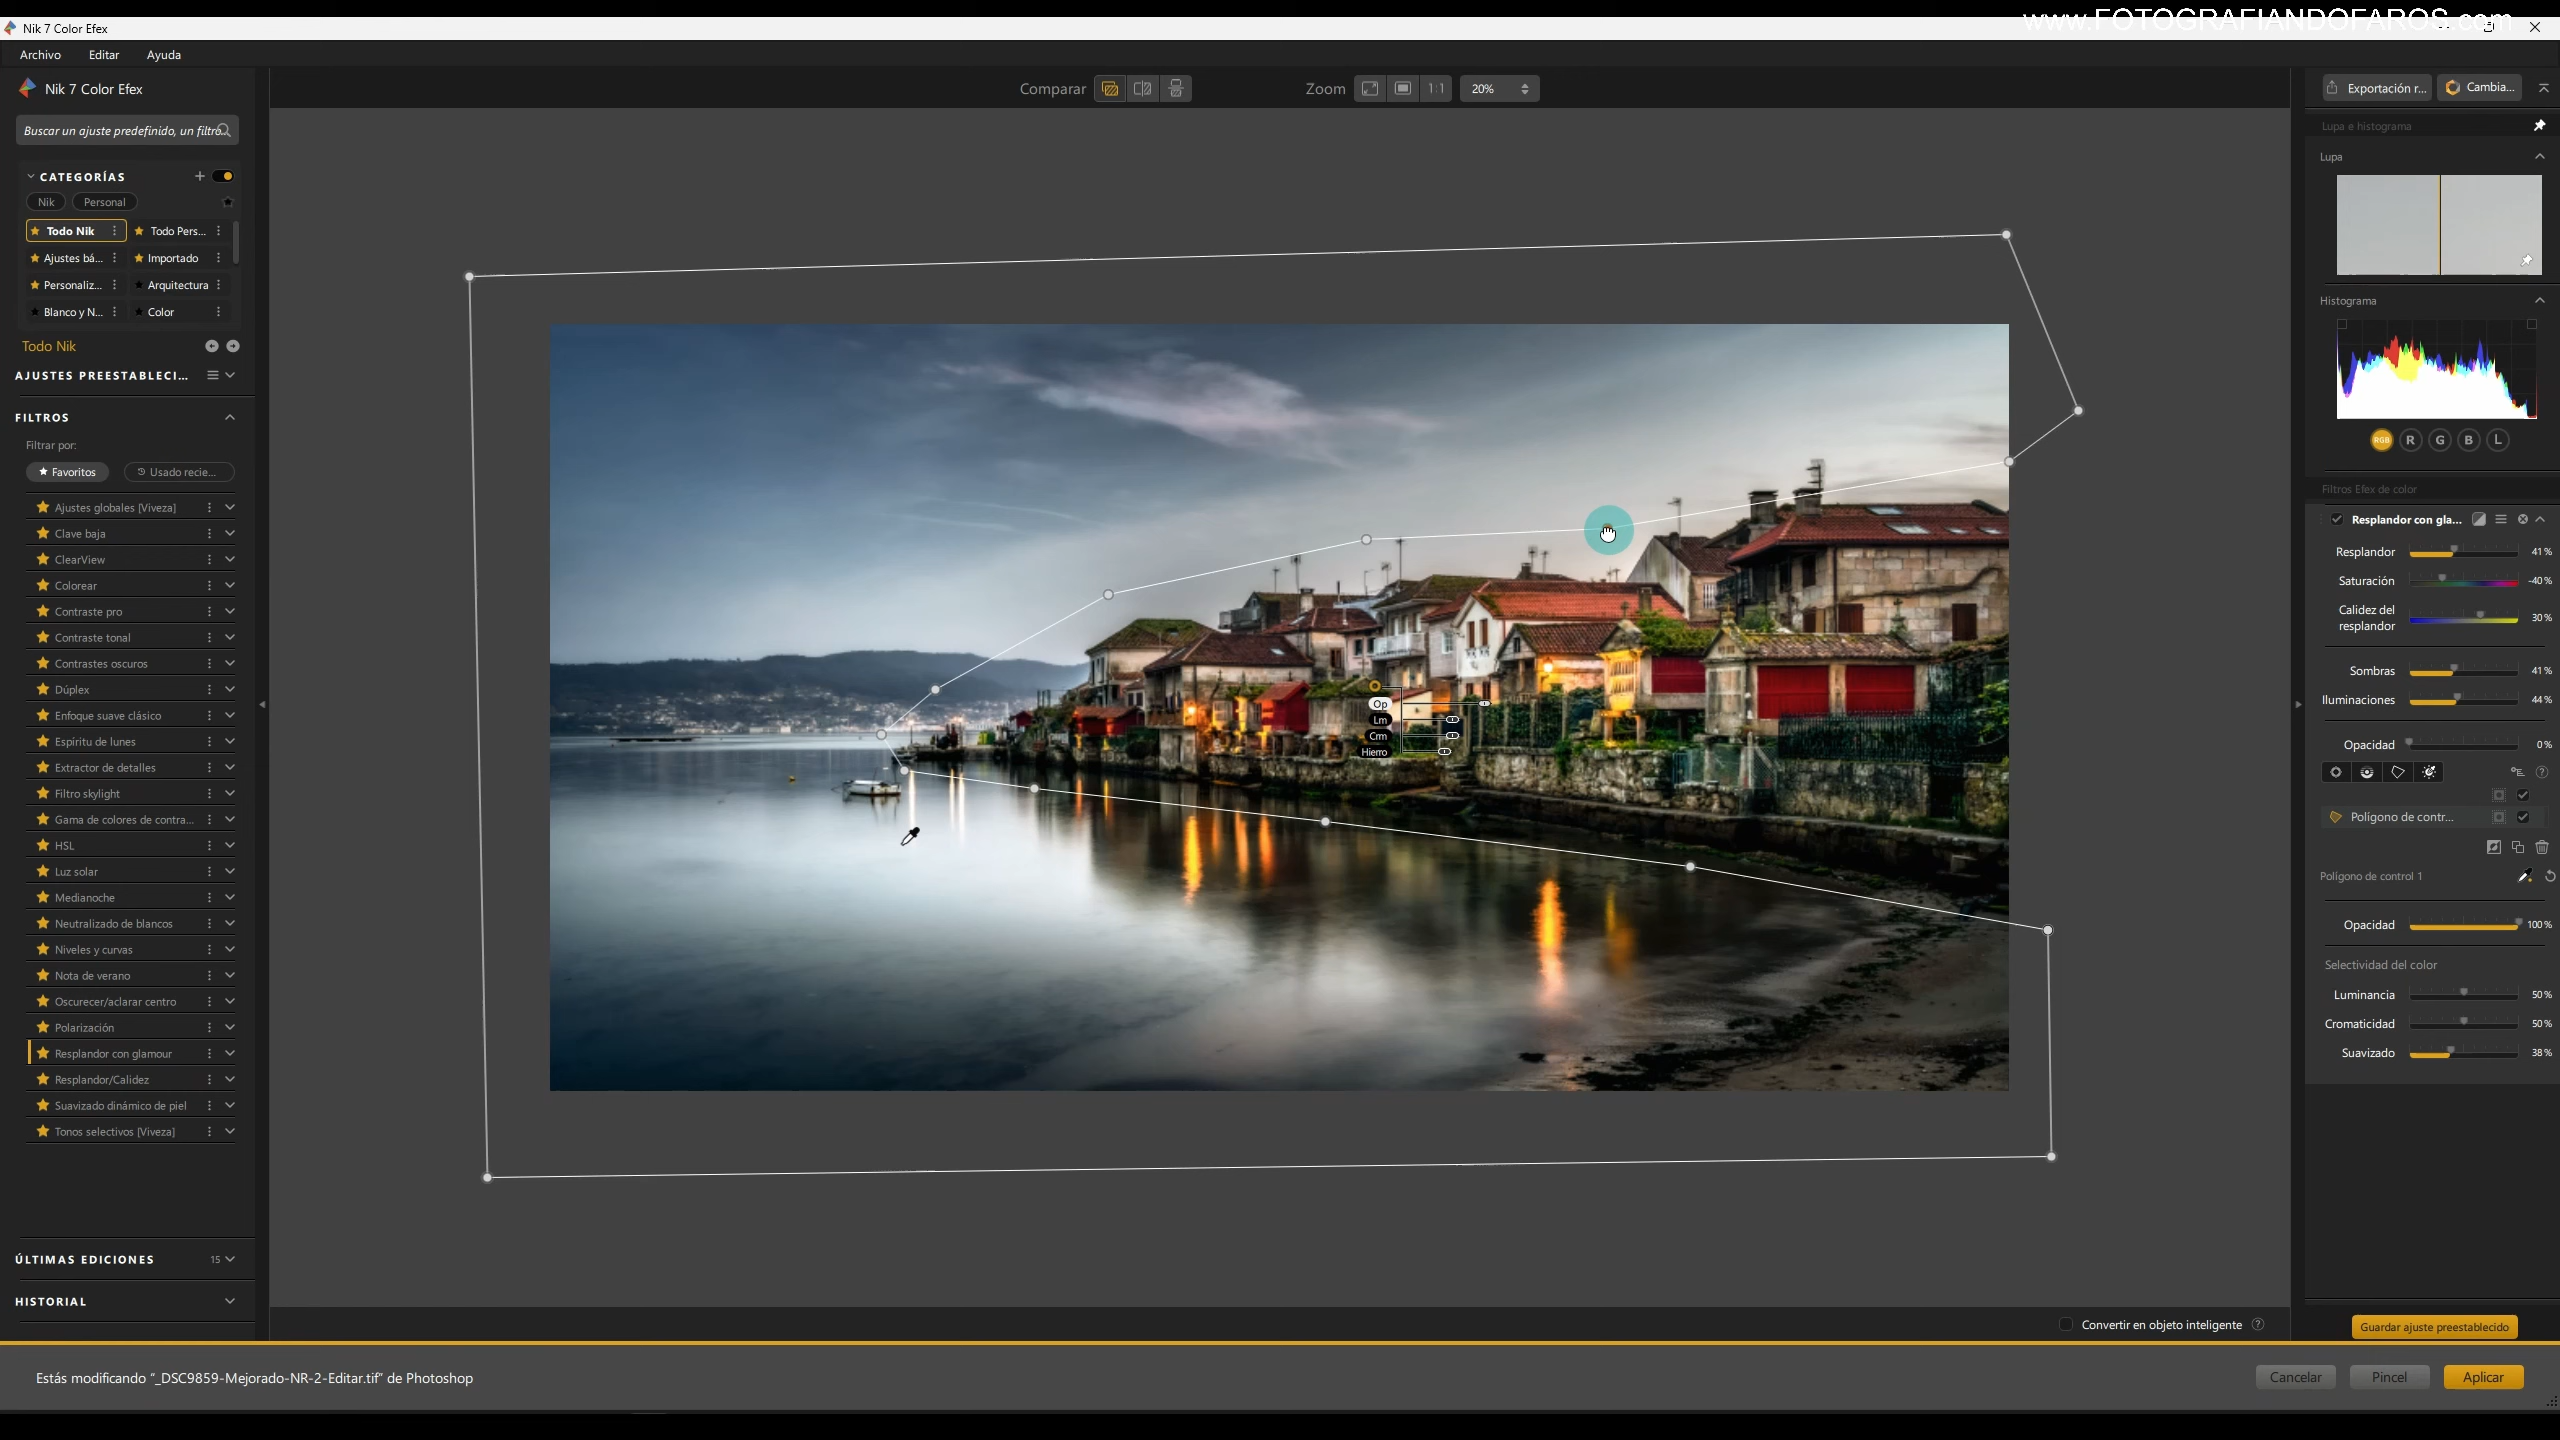 www.FOTOGRAFIANDOFAROS.com
Nik 7 Color Efex
Archivo Editar Ayuda
Nik 7 Color Efex
Comparar
Zoom
1:1
20%
Exportación r...
Cambia...
Buscar un ajuste predefinido, un filtro...
CATEGORÍAS
Nik Personal
Todo Nik
Todo Pers...
Ajustes bá...
Importado
Personaliz...
Arquitectura
Blanco y N...
Color
Todo Nik
AJUSTES PREESTABLECI...
FILTROS
Filtrar por:
Favoritos
Usado recie...
Ajustes globales [Viveza]
Clave baja
ClearView
Colorear
Contraste pro
Contraste tonal
Contrastes oscuros
Dúplex
Enfoque suave clásico
Espíritu de lunes
Extractor de detalles
Filtro skylight
Gama de colores de contra...
HSL
Luz solar
Medianoche
Neutralizado de blancos
Niveles y curvas
Nota de verano
Oscurecer/aclarar centro
Polarización
Resplandor con glamour
Resplandor/Calidez
Suavizado dinámico de piel
Tonos selectivos [Viveza]
ÚLTIMAS EDICIONES 15
HISTORIAL
Op
Lm
Crm
Hierro
Lupa e histograma
Lupa
Histograma
RGB R G B L
Filtros Efex de color
Resplandor con gla...
Resplandor 41%
Saturación -40%
Calidez del
resplandor 30%
Sombras 41%
Iluminaciones 44%
Opacidad 0%
Polígono de contr...
Polígono de control 1
Opacidad 100%
Selectividad del color
Luminancia 50%
Cromaticidad 50%
Suavizado 38%
Convertir en objeto inteligente
Guardar ajuste preestablecido
Estás modificando "_DSC9859-Mejorado-NR-2-Editar.tif" de Photoshop
Cancelar
Pincel
Aplicar